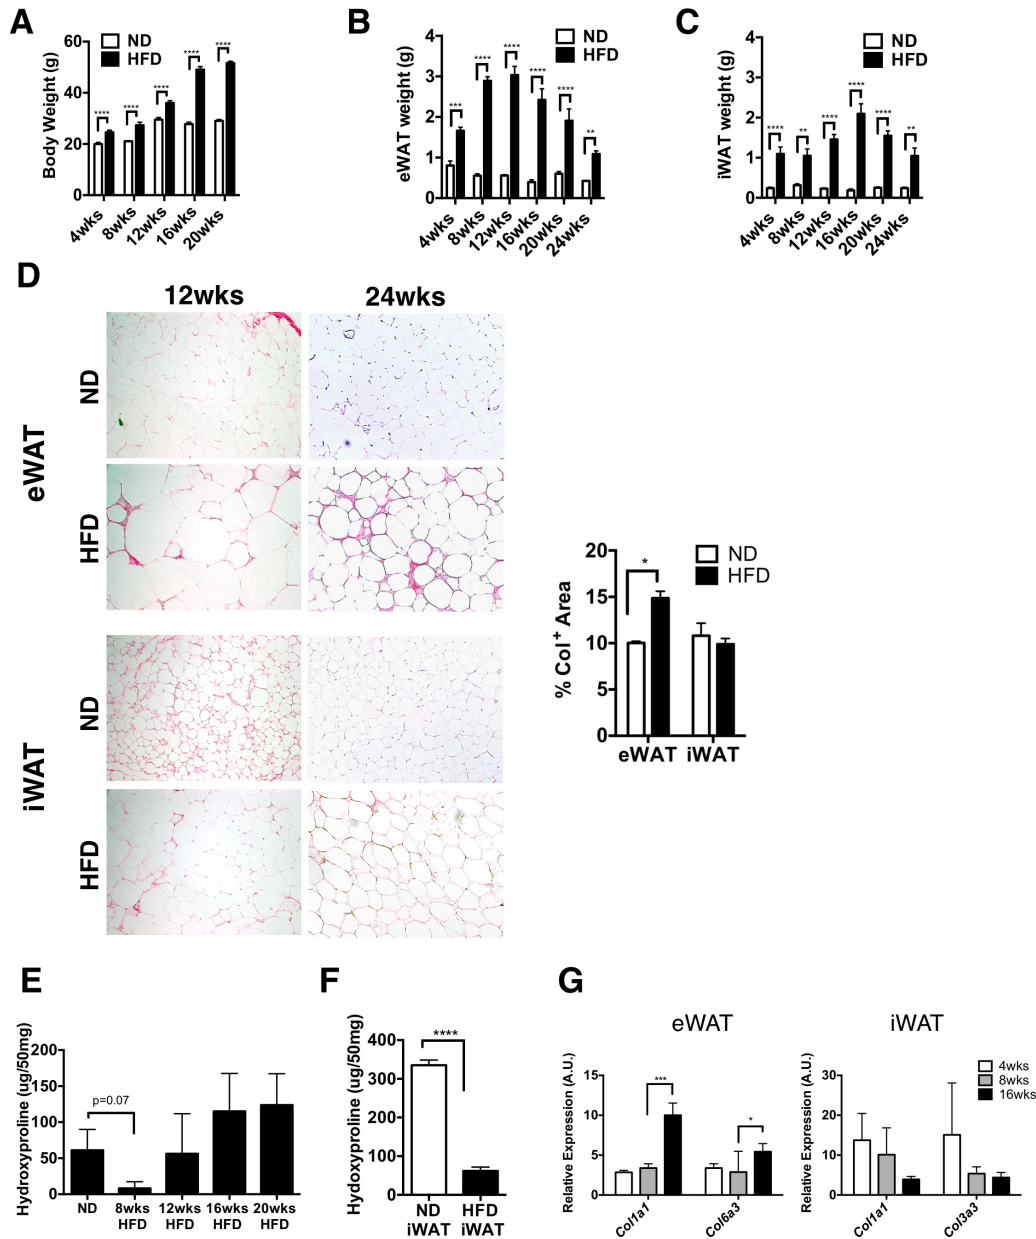 A
Body Weight (g)
60
40
20
0
ND
HFD
****
****
****
****
****
4wks
8wks
12wks
16wks
20wks
B
eWAT weight (g)
4
3
2
1
0
ND
HFD
***
****
****
****
****
**
4wks
8wks
12wks
16wks
20wks
24wks
C
iWAT weight (g)
4
3
2
1
0
ND
HFD
****
**
****
****
****
**
4wks
8wks
12wks
16wks
20wks
24wks
D
12wks
24wks
eWAT
ND
HFD
iWAT
ND
HFD
% Col+ Area
20
15
10
5
0
ND
HFD
*
eWAT
iWAT
E
Hydroxyproline (ug/50mg)
200
150
100
50
0
p=0.07
ND
8wks
HFD
12wks
HFD
16wks
HFD
20wks
HFD
F
Hydroxyproline (ug/50mg)
400
300
200
100
0
****
ND
iWAT
HFD
iWAT
G
eWAT
Relative Expression (A.U.)
15
10
5
0
***
*
Col1a1
Col6a3
iWAT
Relative Expression (A.U.)
30
20
10
0
4wks
8wks
16wks
Col1a1
Col3a3